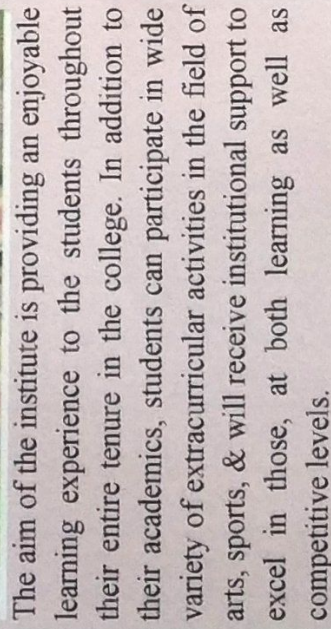 The aim of the institute is providing an enjoyable
learning experience to the students throughout
their entire tenure in the college. In addition to
their academics, students can participate in wide
variety of extracurricular activities in the field of
arts, sports, & will receive institutional support to
excel in those, at both learning as well as
competitive levels.